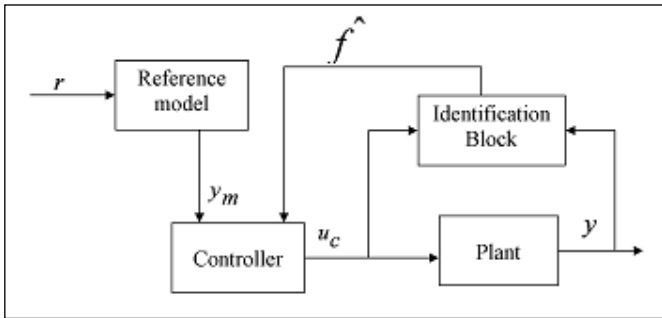 f̂
r
Reference
model
Identification
Block
y_m
u_c
y
Controller
Plant